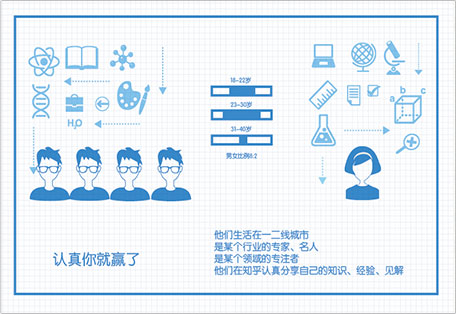 18-22岁
23-30岁
31-40岁
男女比例8:2
H₂O
a
b
c
认真你就赢了
他们生活在一二线城市
是某个行业的专家、名人
是某个领域的专注者
他们在知乎认真分享自己的知识、经验、见解